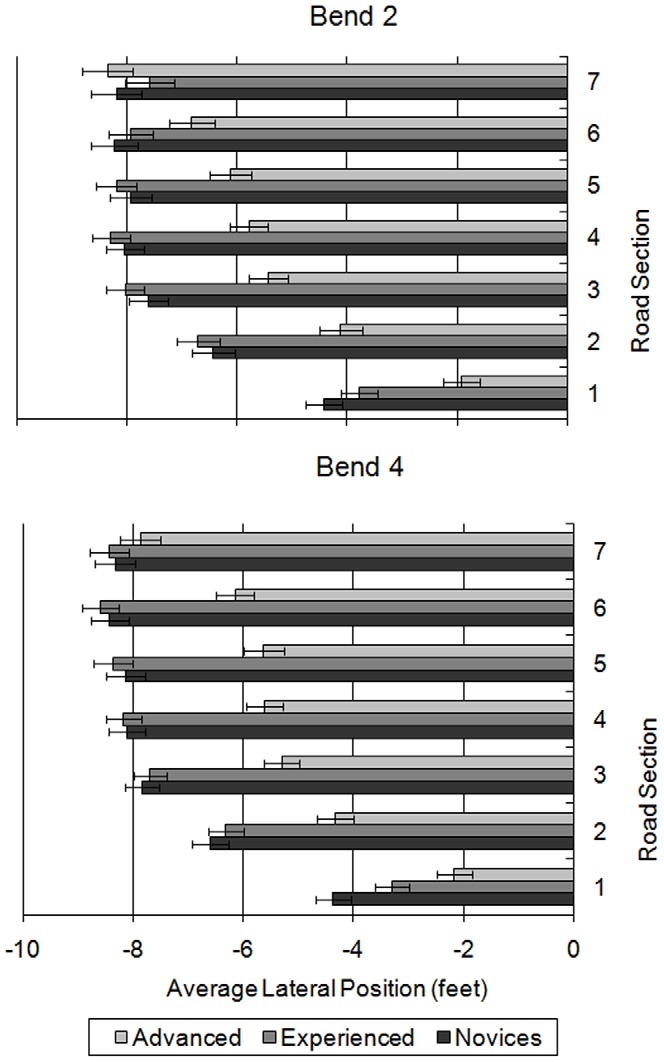 Bend 2
7
6
5
4
3
2
1
Road Section
Bend 4
7
6
5
4
3
2
1
Road Section
-10 -8 -6 -4 -2 0
Average Lateral Position (feet)
Advanced Experienced Novices